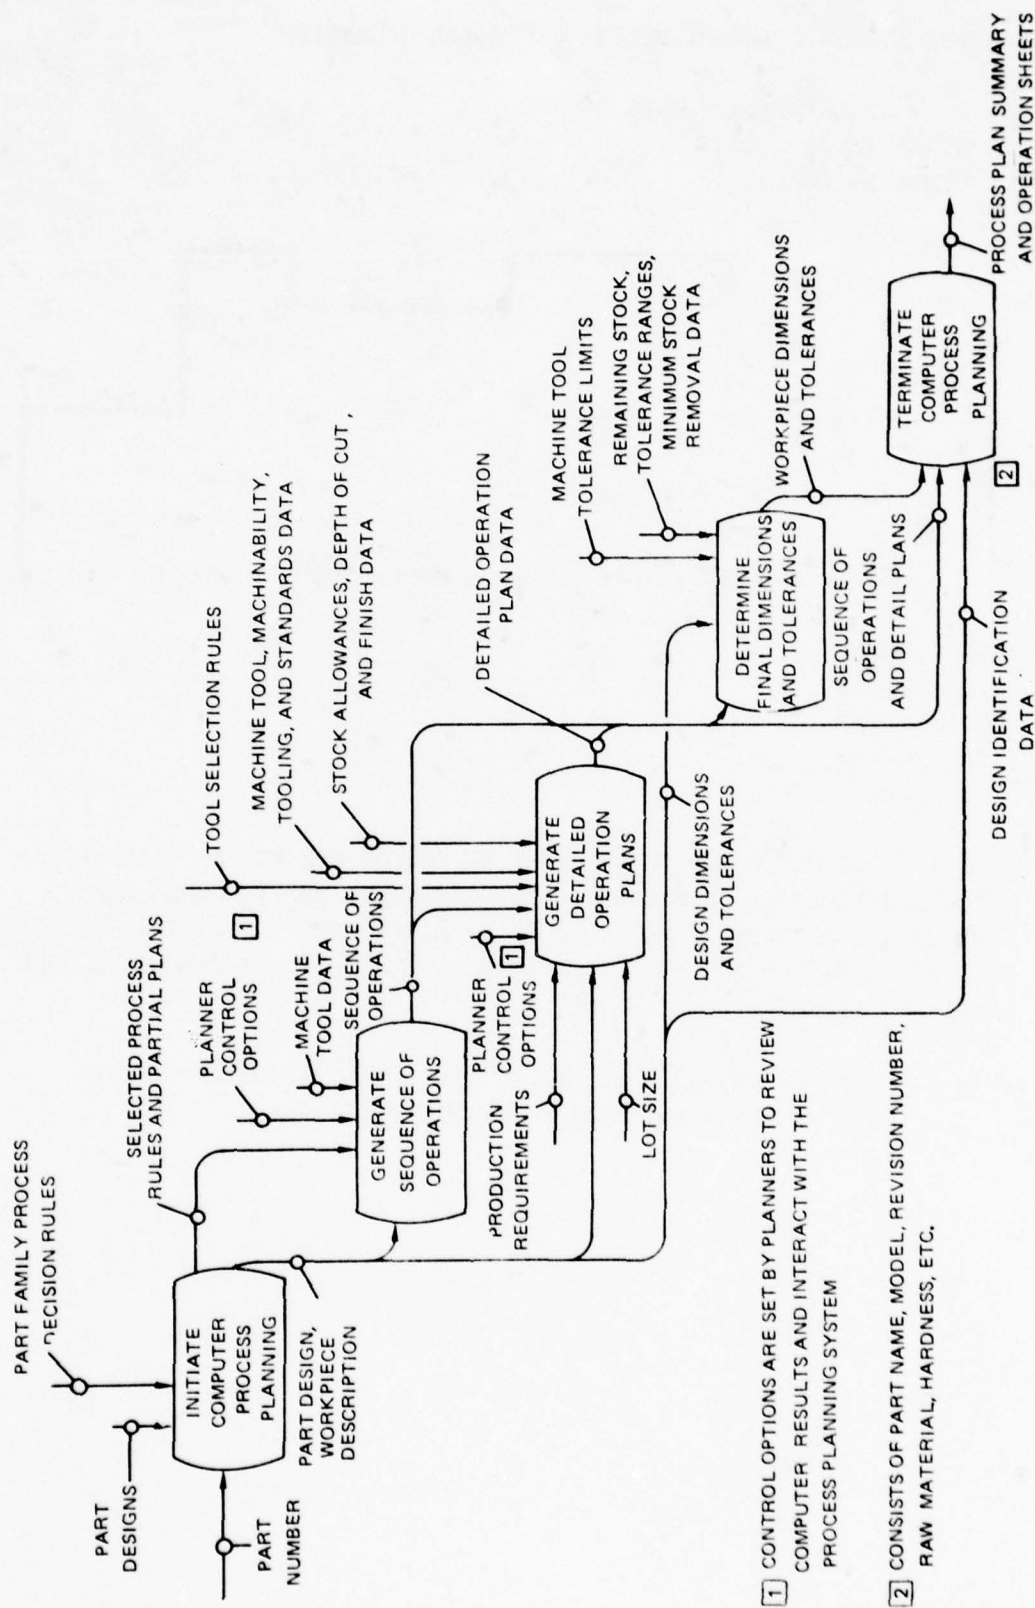 PART FAMILY PROCESS
DECISION RULES
PART
DESIGNS
PART
NUMBER
INITIATE
COMPUTER
PROCESS
PLANNING
SELECTED PROCESS
RULES AND PARTIAL PLANS
PART DESIGN,
WORKPIECE
DESCRIPTION
PLANNER
CONTROL
OPTIONS
1
MACHINE
TOOL DATA
GENERATE
SEQUENCE OF
OPERATIONS
SEQUENCE OF
OPERATIONS
TOOL SELECTION RULES
MACHINE TOOL, MACHINABILITY,
TOOLING, AND STANDARDS DATA
STOCK ALLOWANCES, DEPTH OF CUT,
AND FINISH DATA
PLANNER
CONTROL
OPTIONS
1
PRODUCTION
REQUIREMENTS
LOT SIZE
GENERATE
DETAILED
OPERATION
PLANS
DETAILED OPERATION
PLAN DATA
DESIGN DIMENSIONS
AND TOLERANCES
MACHINE TOOL
TOLERANCE LIMITS
REMAINING STOCK,
TOLERANCE RANGES,
MINIMUM STOCK
REMOVAL DATA
DETERMINE
FINAL DIMENSIONS
AND TOLERANCES
WORKPIECE DIMENSIONS
AND TOLERANCES
SEQUENCE OF
OPERATIONS
AND DETAIL PLANS
DESIGN IDENTIFICATION
DATA
2
TERMINATE
COMPUTER
PROCESS
PLANNING
PROCESS PLAN SUMMARY
AND OPERATION SHEETS
1 CONTROL OPTIONS ARE SET BY PLANNERS TO REVIEW
COMPUTER RESULTS AND INTERACT WITH THE
PROCESS PLANNING SYSTEM
2 CONSISTS OF PART NAME, MODEL, REVISION NUMBER,
RAW MATERIAL, HARDNESS, ETC.